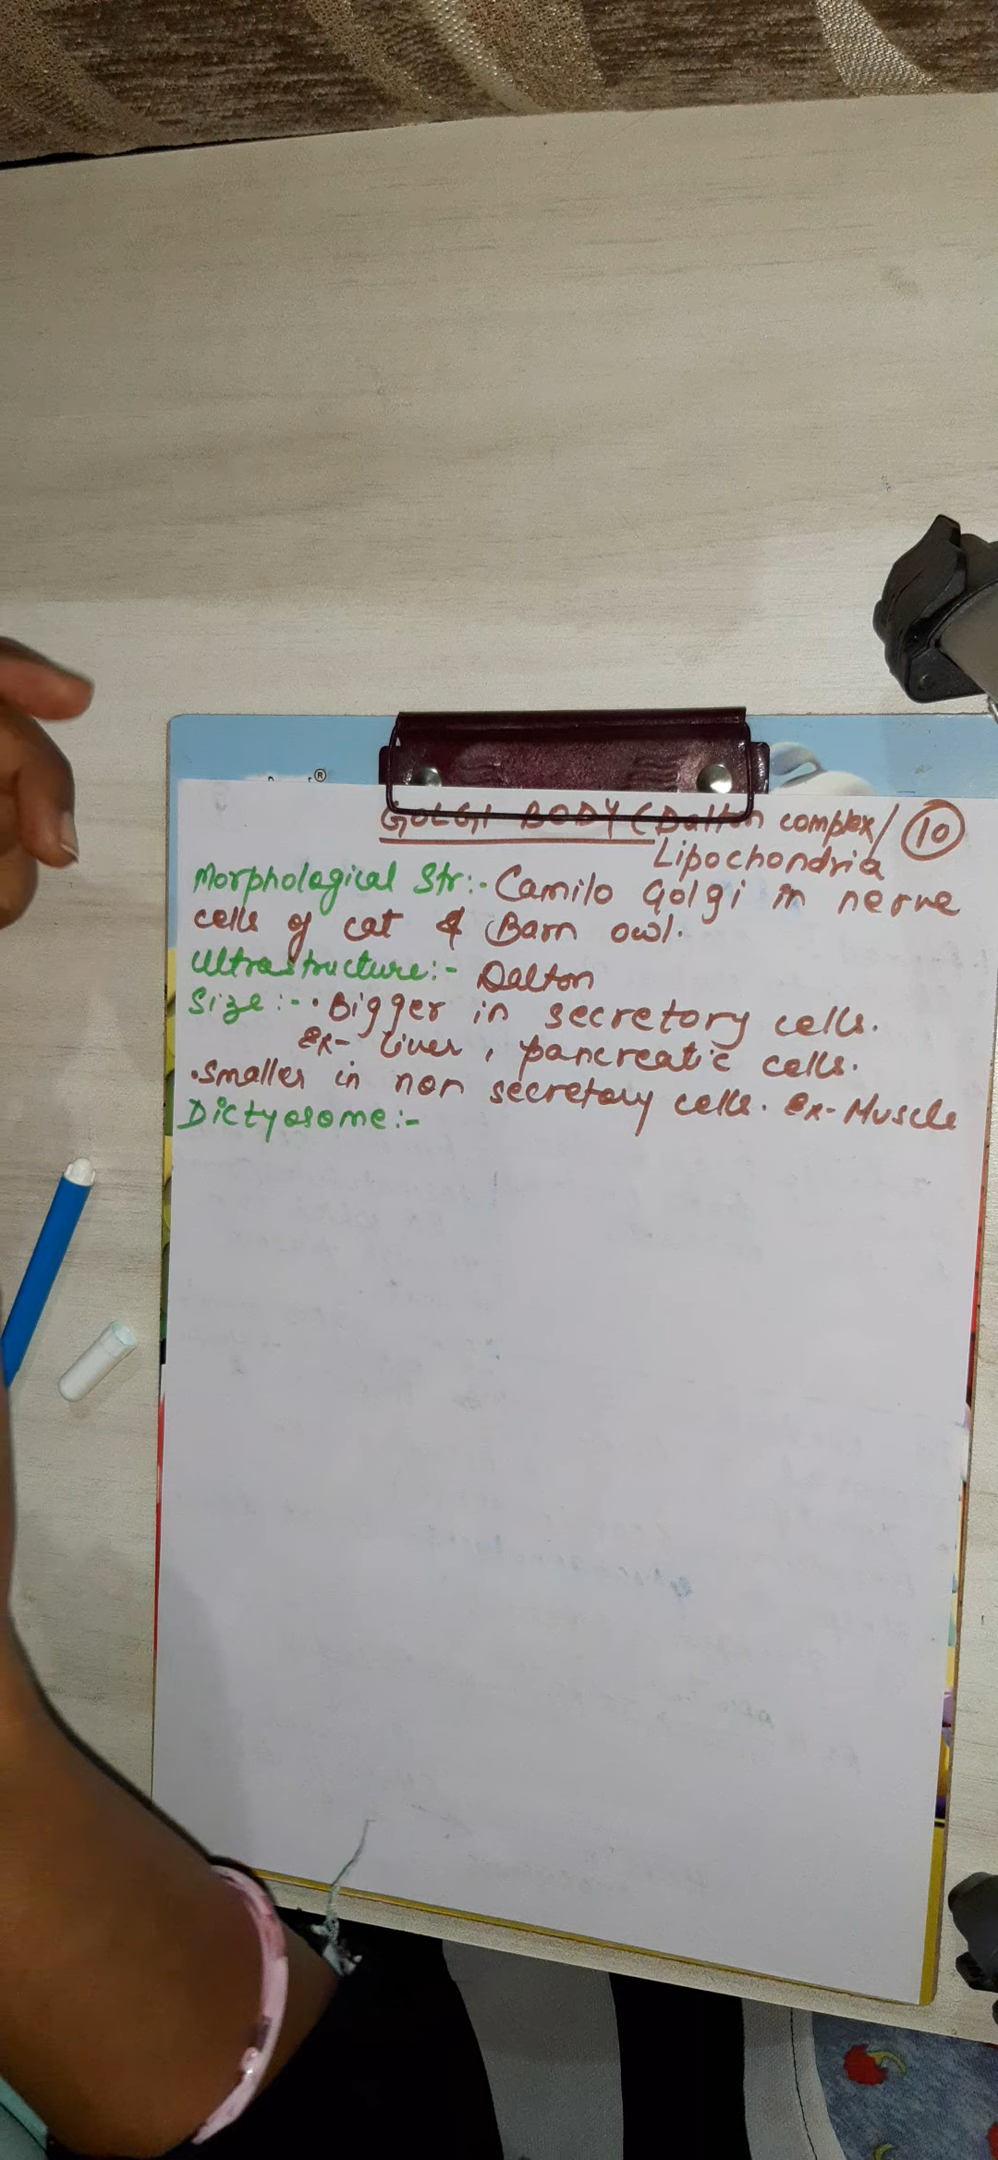 GOLGI BODY (Dalton complex/ 10
Lipochondria
Morphological Str:- Camilo Golgi in nerve
cells of cat & Barn owl.
Ultrastructure:- Dalton
Size:- • Bigger in secretory cells.
Ex- liver, pancreatic cells.
• Smaller in non secretory cells. Ex- Muscle
Dictyosome:-